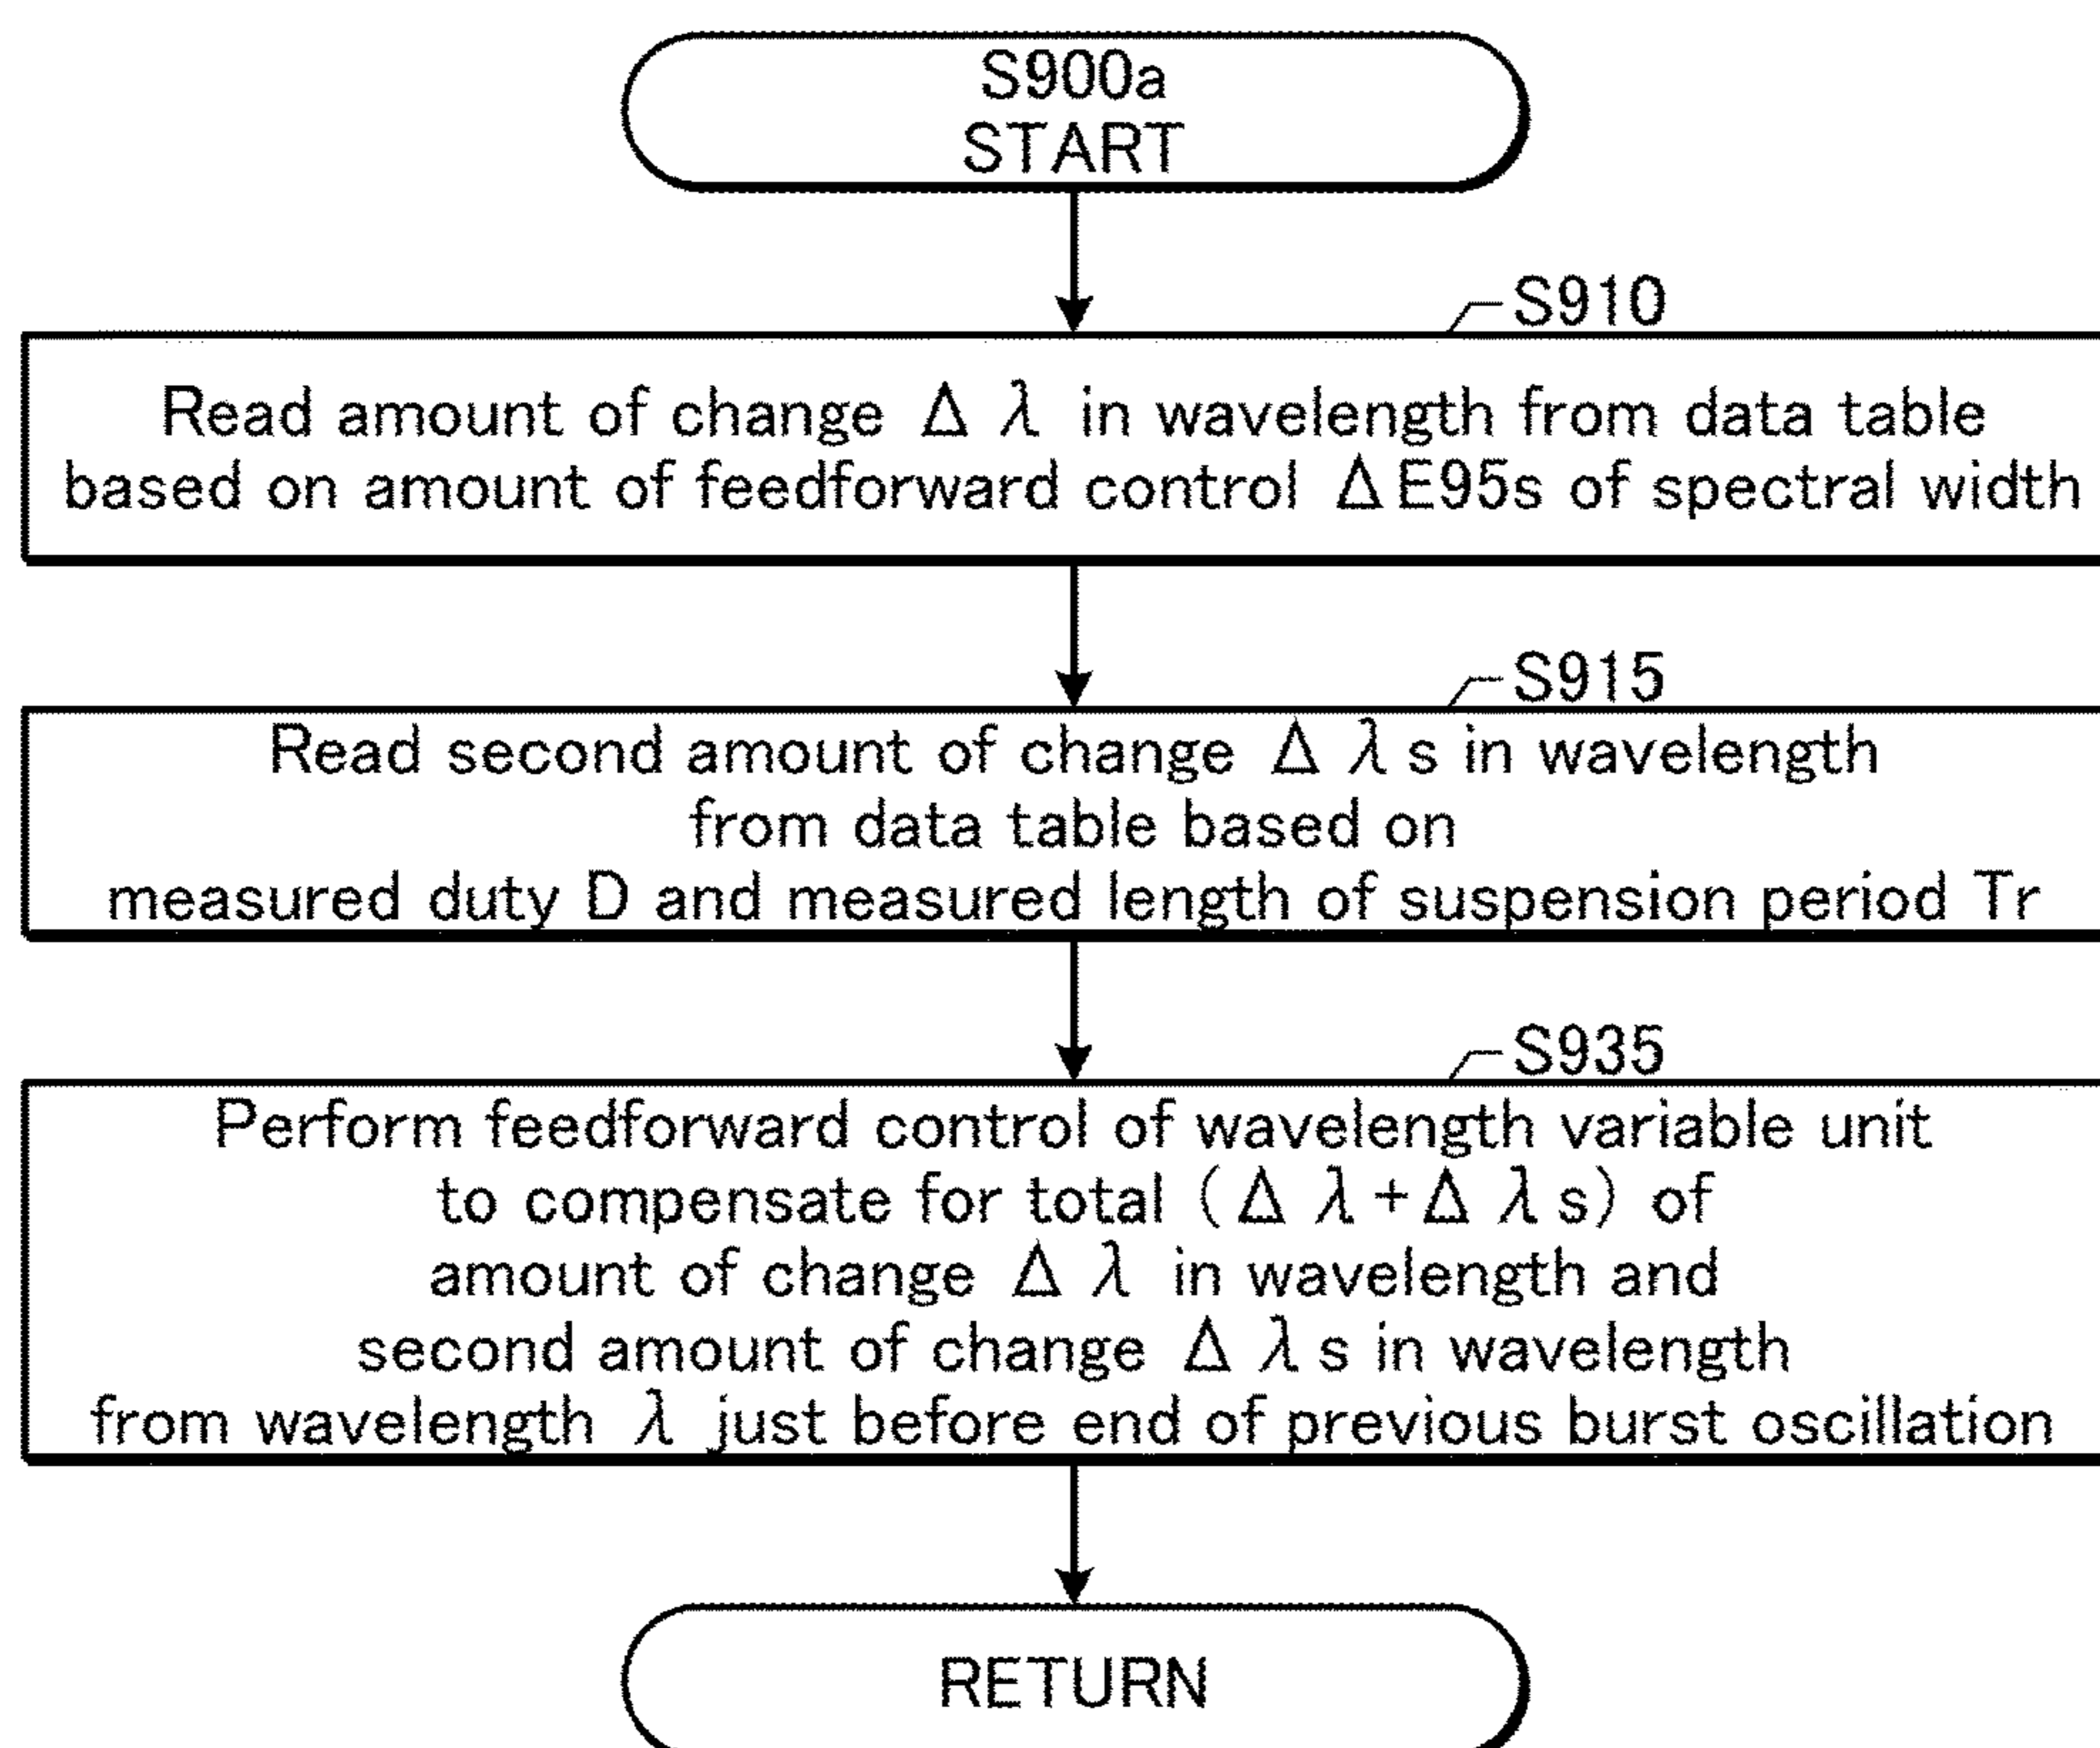 S900a
START
S910
Read amount of change Δ λ in wavelength from data table
based on amount of feedforward control ΔE95s of spectral width
S915
Read second amount of change Δ λ s in wavelength
from data table based on
measured duty D and measured length of suspension period Tr
S935
Perform feedforward control of wavelength variable unit
to compensate for total (Δ λ+Δ λ s) of
amount of change Δ λ in wavelength and
second amount of change Δ λ s in wavelength
from wavelength λ just before end of previous burst oscillation
RETURN